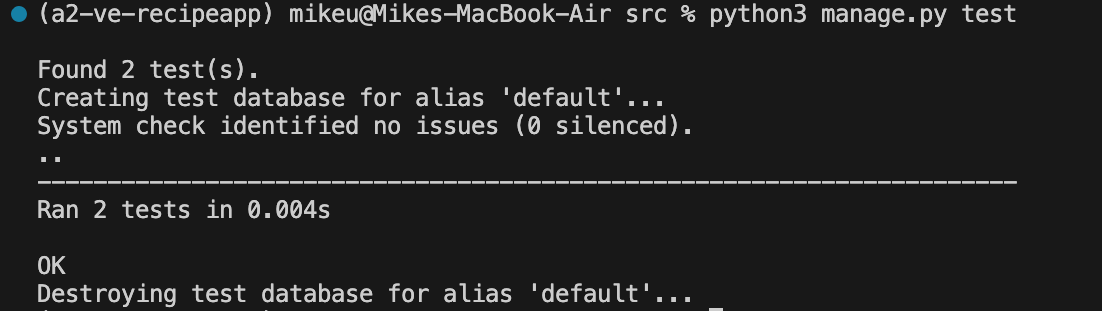 (a2-ve-recipeapp) mikeu@Mikes-MacBook-Air src % python3 manage.py test
Found 2 test(s).
Creating test database for alias 'default'...
System check identified no issues (0 silenced).
..
----------------------------------------------------------------------
Ran 2 tests in 0.004s
OK
Destroying test database for alias 'default'...